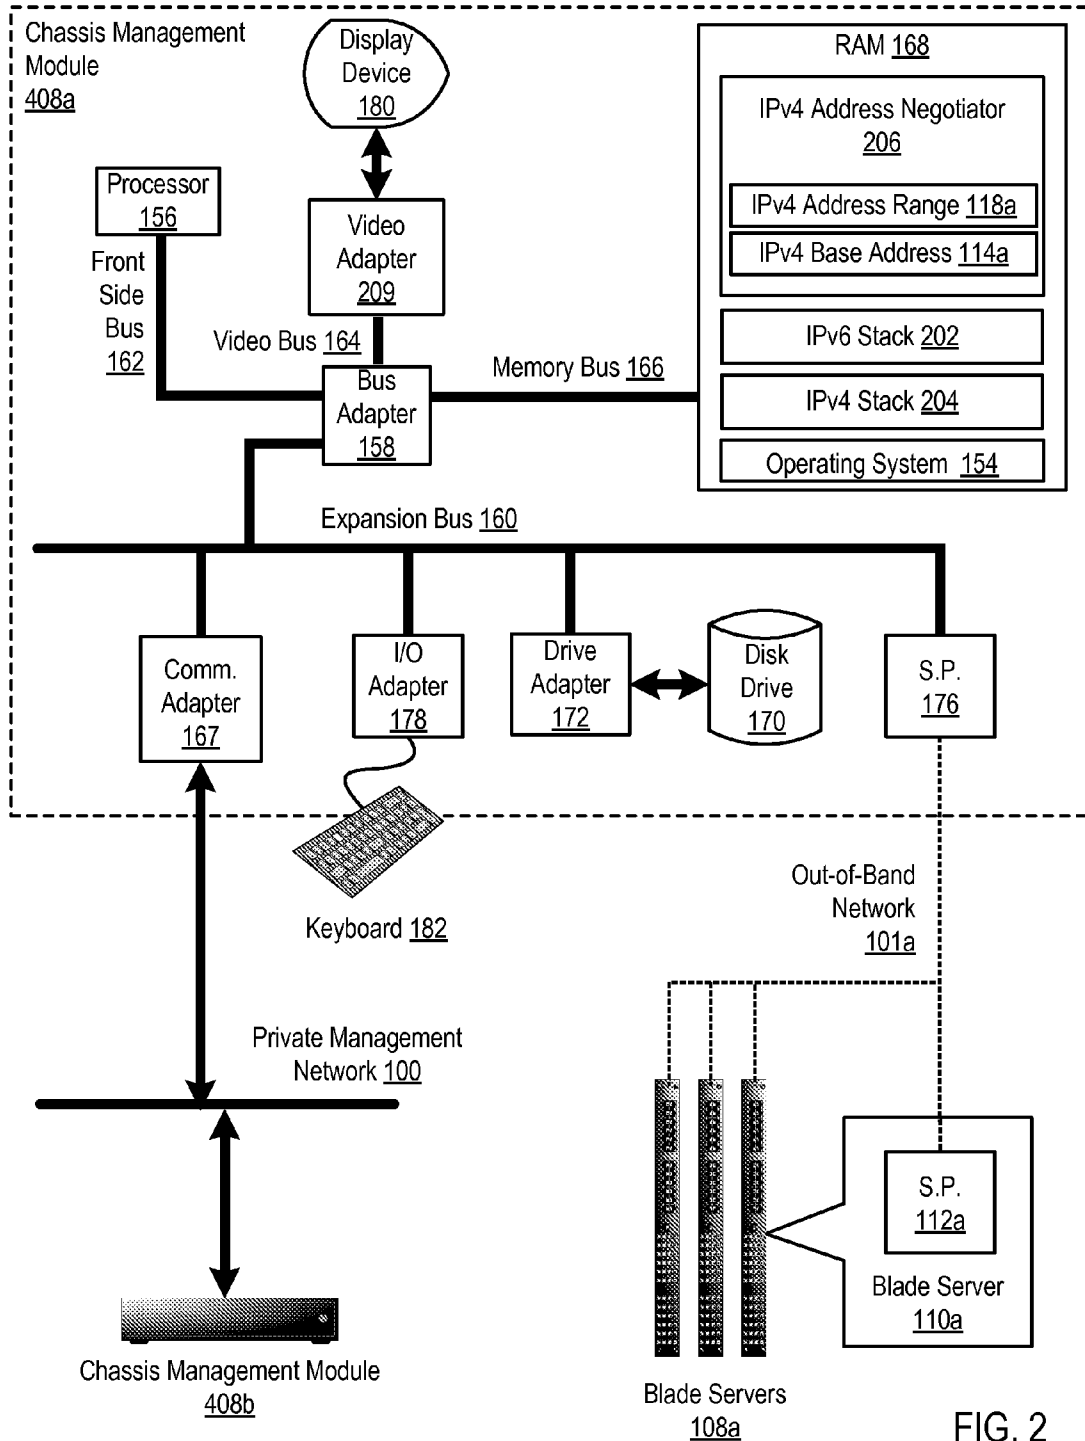 Chassis Management
Module
408a
Display
Device
180
RAM 168
IPv4 Address Negotiator
206
IPv4 Address Range 118a
IPv4 Base Address 114a
IPv6 Stack 202
IPv4 Stack 204
Operating System 154
Processor
156
Video
Adapter
209
Front
Side
Bus
162
Video Bus 164
Bus
Adapter
158
Memory Bus 166
Expansion Bus 160
Comm.
Adapter
167
I/O
Adapter
178
Drive
Adapter
172
Disk
Drive
170
S.P.
176
Keyboard 182
Out-of-Band
Network
101a
Private Management
Network 100
S.P.
112a
Blade Server
110a
Chassis Management Module
408b
Blade Servers
108a
FIG. 2